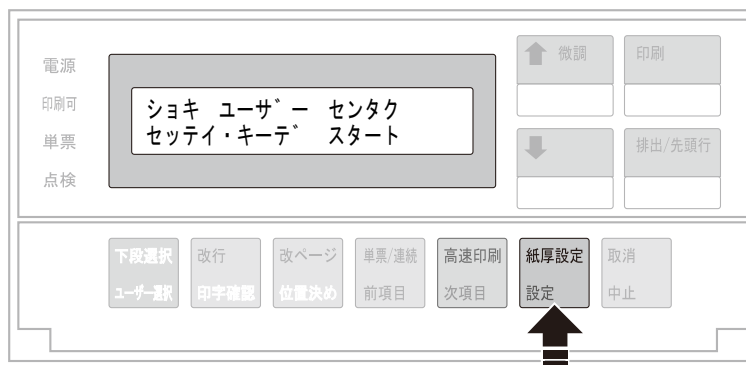 電源
印刷可
単票
点検
ショキ ユーザ゛ー センタク
セッテイ・キーデ゛ スタート
微調
印刷
排出/先頭行
下段選択
ユーザー選択
改行
印字確認
改ページ
位置決め
単票/連続
前項目
高速印刷
次項目
紙厚設定
設定
取消
中止